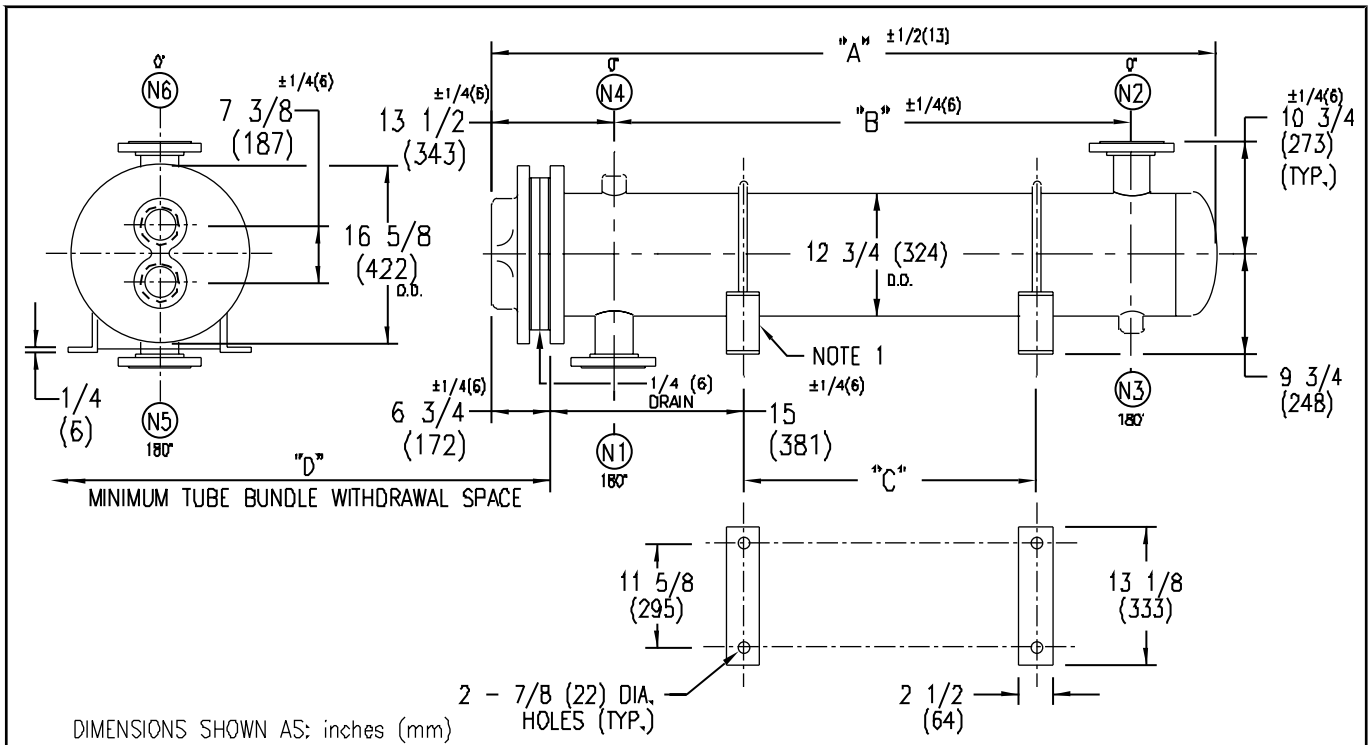 "A" ±1/2(13)
0°
N6
±1/4(6)
7 3/8
(187)
±1/4(6)
13 1/2
(343)
0°
N4
"B" ±1/4(6)
0°
N2
±1/4(6)
10 3/4
(273)
(TYP.)
16 5/8
(422)
O.D.
12 3/4 (324)
O.D.
NOTE 1
1/4
(6)
N5
180°
±1/4(6)
6 3/4
(172)
1/4 (6)
DRAIN
±1/4(6)
15
(381)
N1
180°
N3
180°
9 3/4
(248)
"D"
MINIMUM TUBE BUNDLE WITHDRAWAL SPACE
"C"
11 5/8
(295)
13 1/8
(333)
2 - 7/8 (22) DIA.
HOLES (TYP.)
2 1/2
(64)
DIMENSIONS SHOWN AS: inches (mm)